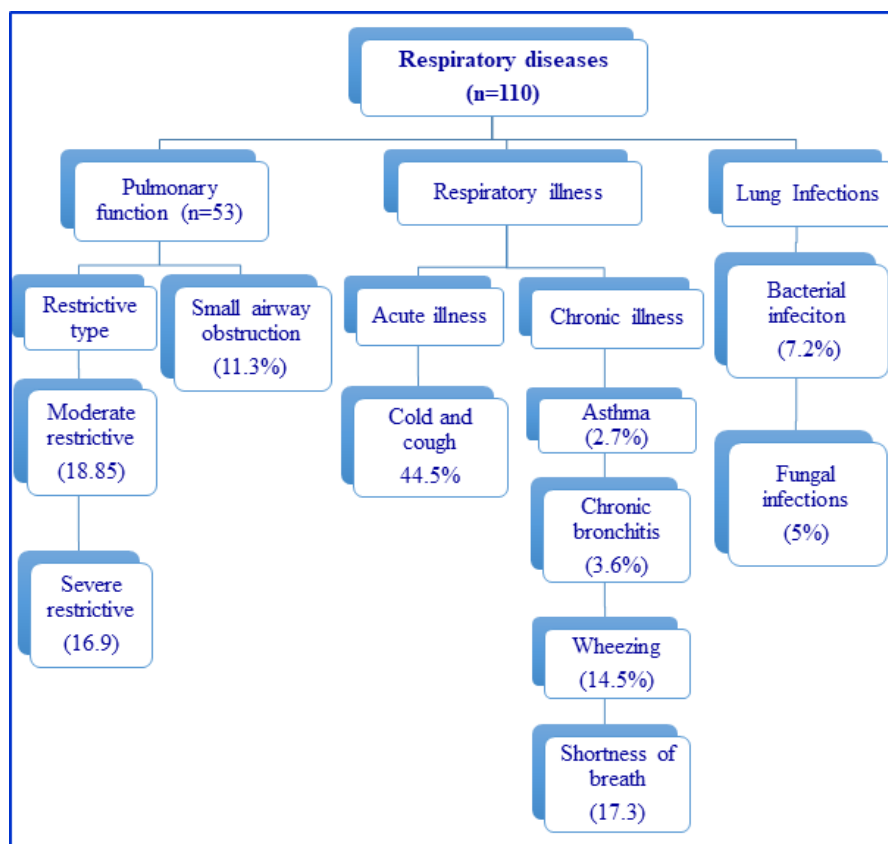 Respiratory diseases
(n=110)
Pulmonary
function (n=53)
Respiratory illness
Lung Infections
Restrictive
type
Small airway
obstruction
(11.3%)
Acute illness
Chronic illness
Bacterial
infeciton
(7.2%)
Moderate
restrictive
(18.85)
Cold and
cough
44.5%
Asthma
(2.7%)
Fungal
infections
(5%)
Chronic
bronchitis
(3.6%)
Severe
restrictive
(16.9)
Wheezing
(14.5%)
Shortness of
breath
(17.3)